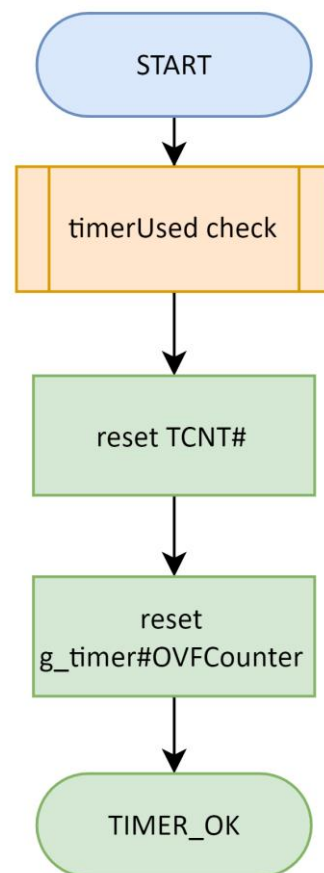 START
timerUsed check
reset TCNT#
reset
g_timer#OVFCounter
TIMER_OK